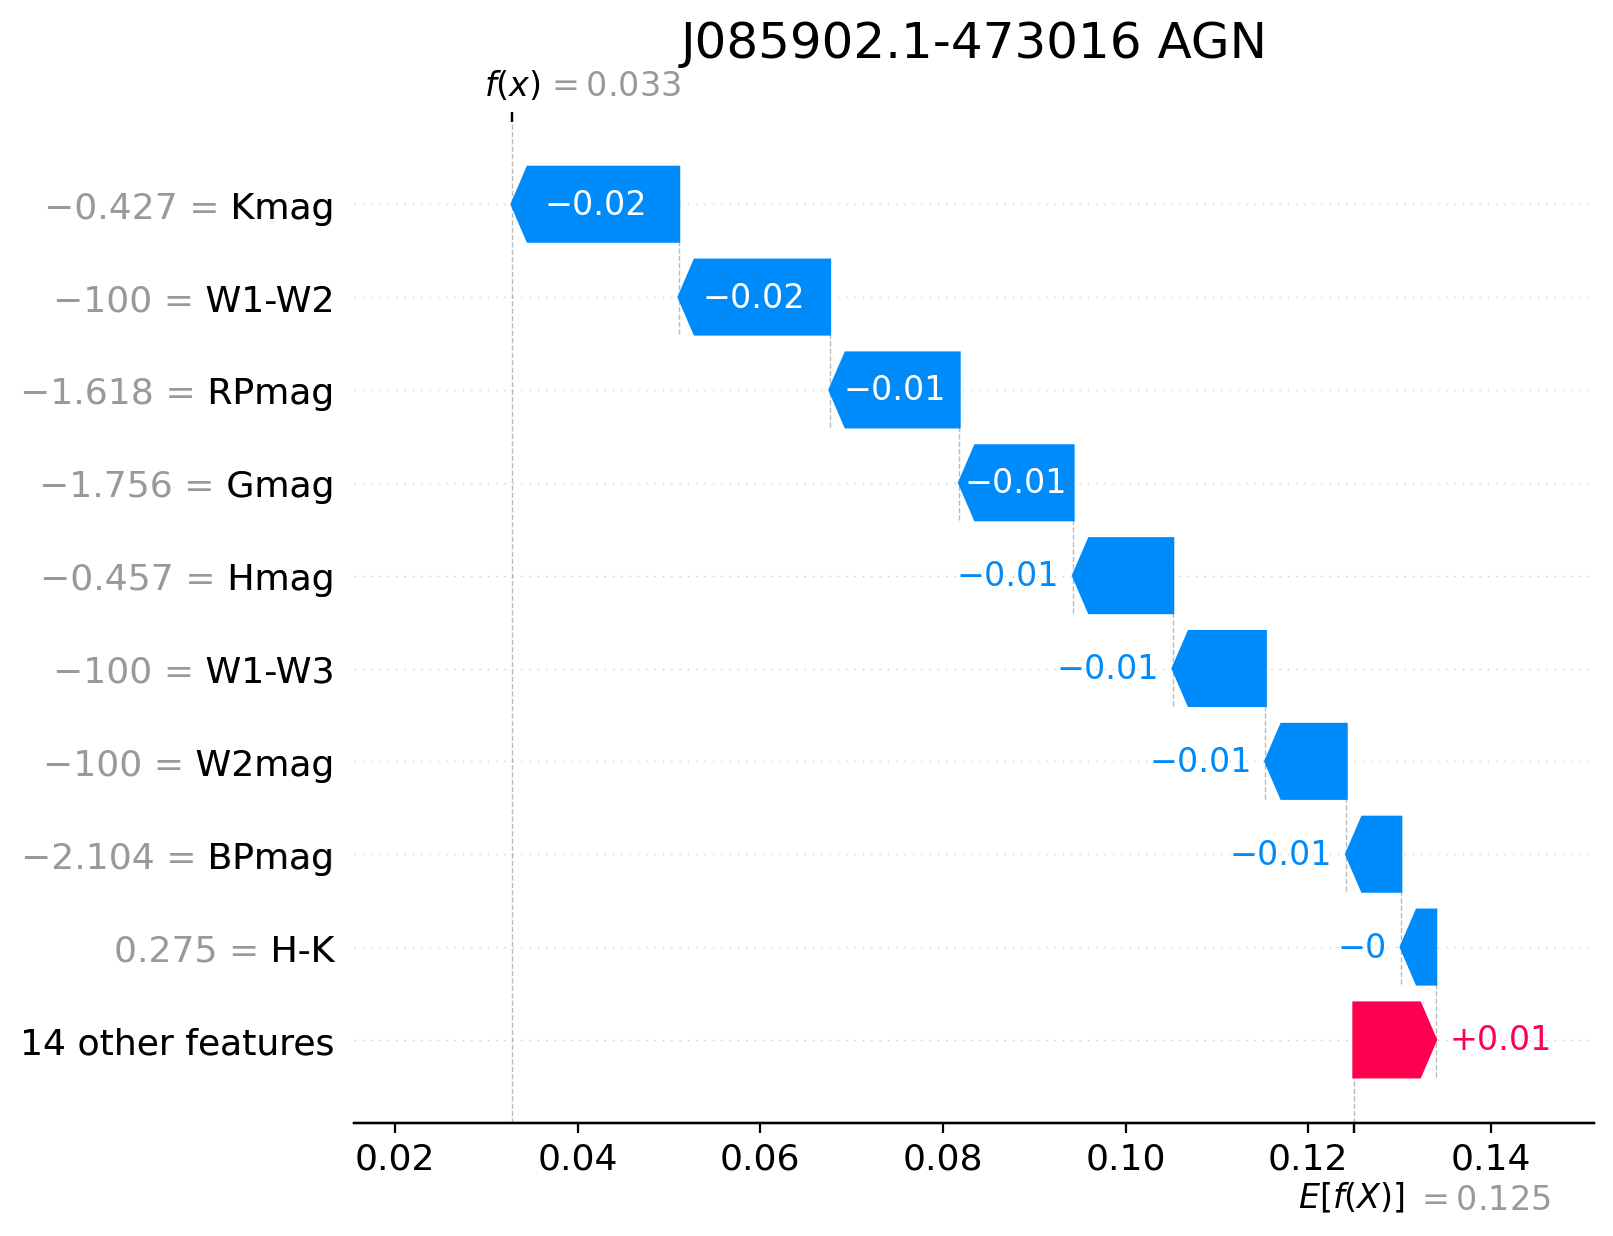 J085902.1-473016 AGN
f(x) = 0.033
−0.427 = Kmag −0.02
−100 = W1-W2 −0.02
−1.618 = RPmag −0.01
−1.756 = Gmag −0.01
−0.457 = Hmag −0.01
−100 = W1-W3 −0.01
−100 = W2mag −0.01
−2.104 = BPmag −0.01
0.275 = H-K −0
14 other features +0.01
0.02 0.04 0.06 0.08 0.10 0.12 0.14
E[f(X)] = 0.125